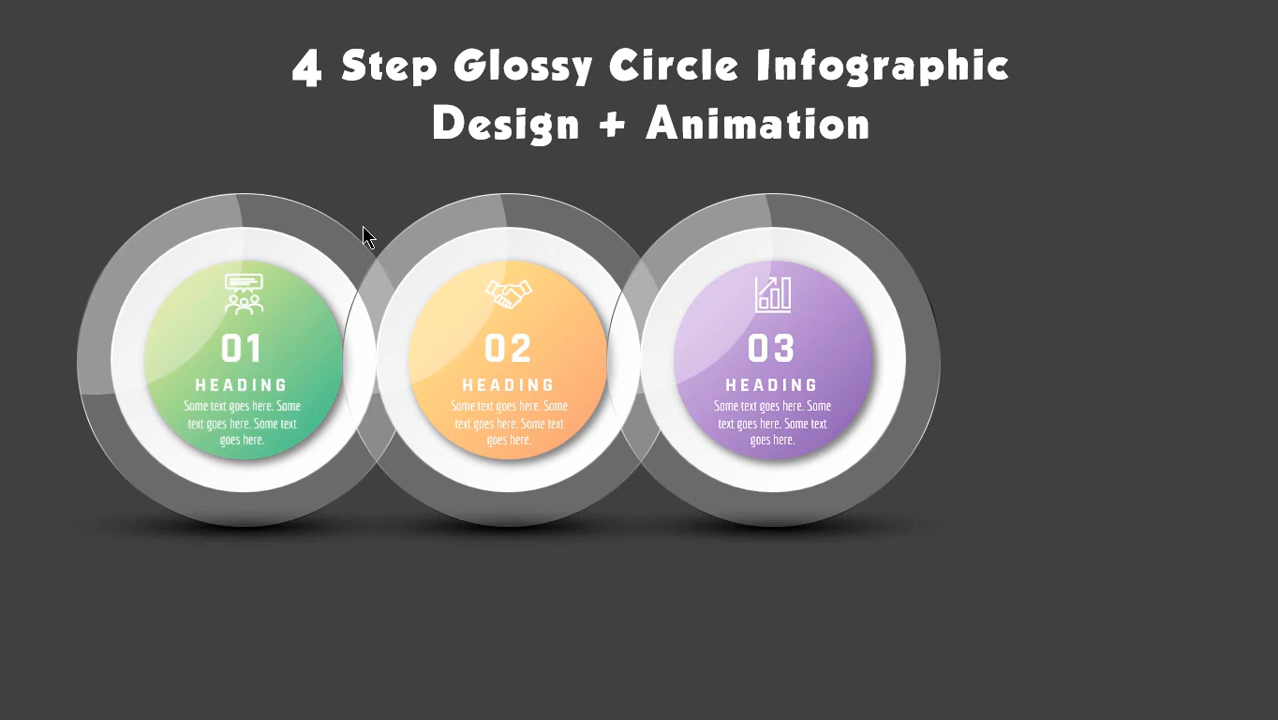 4 Step Glossy Circle Infographic
Design + Animation
01
HEADING
Some text goes here. Some
text goes here. Some text
goes here.
02
HEADING
Some text goes here. Some
text goes here. Some text
goes here.
03
HEADING
Some text goes here. Some
text goes here. Some text
goes here.